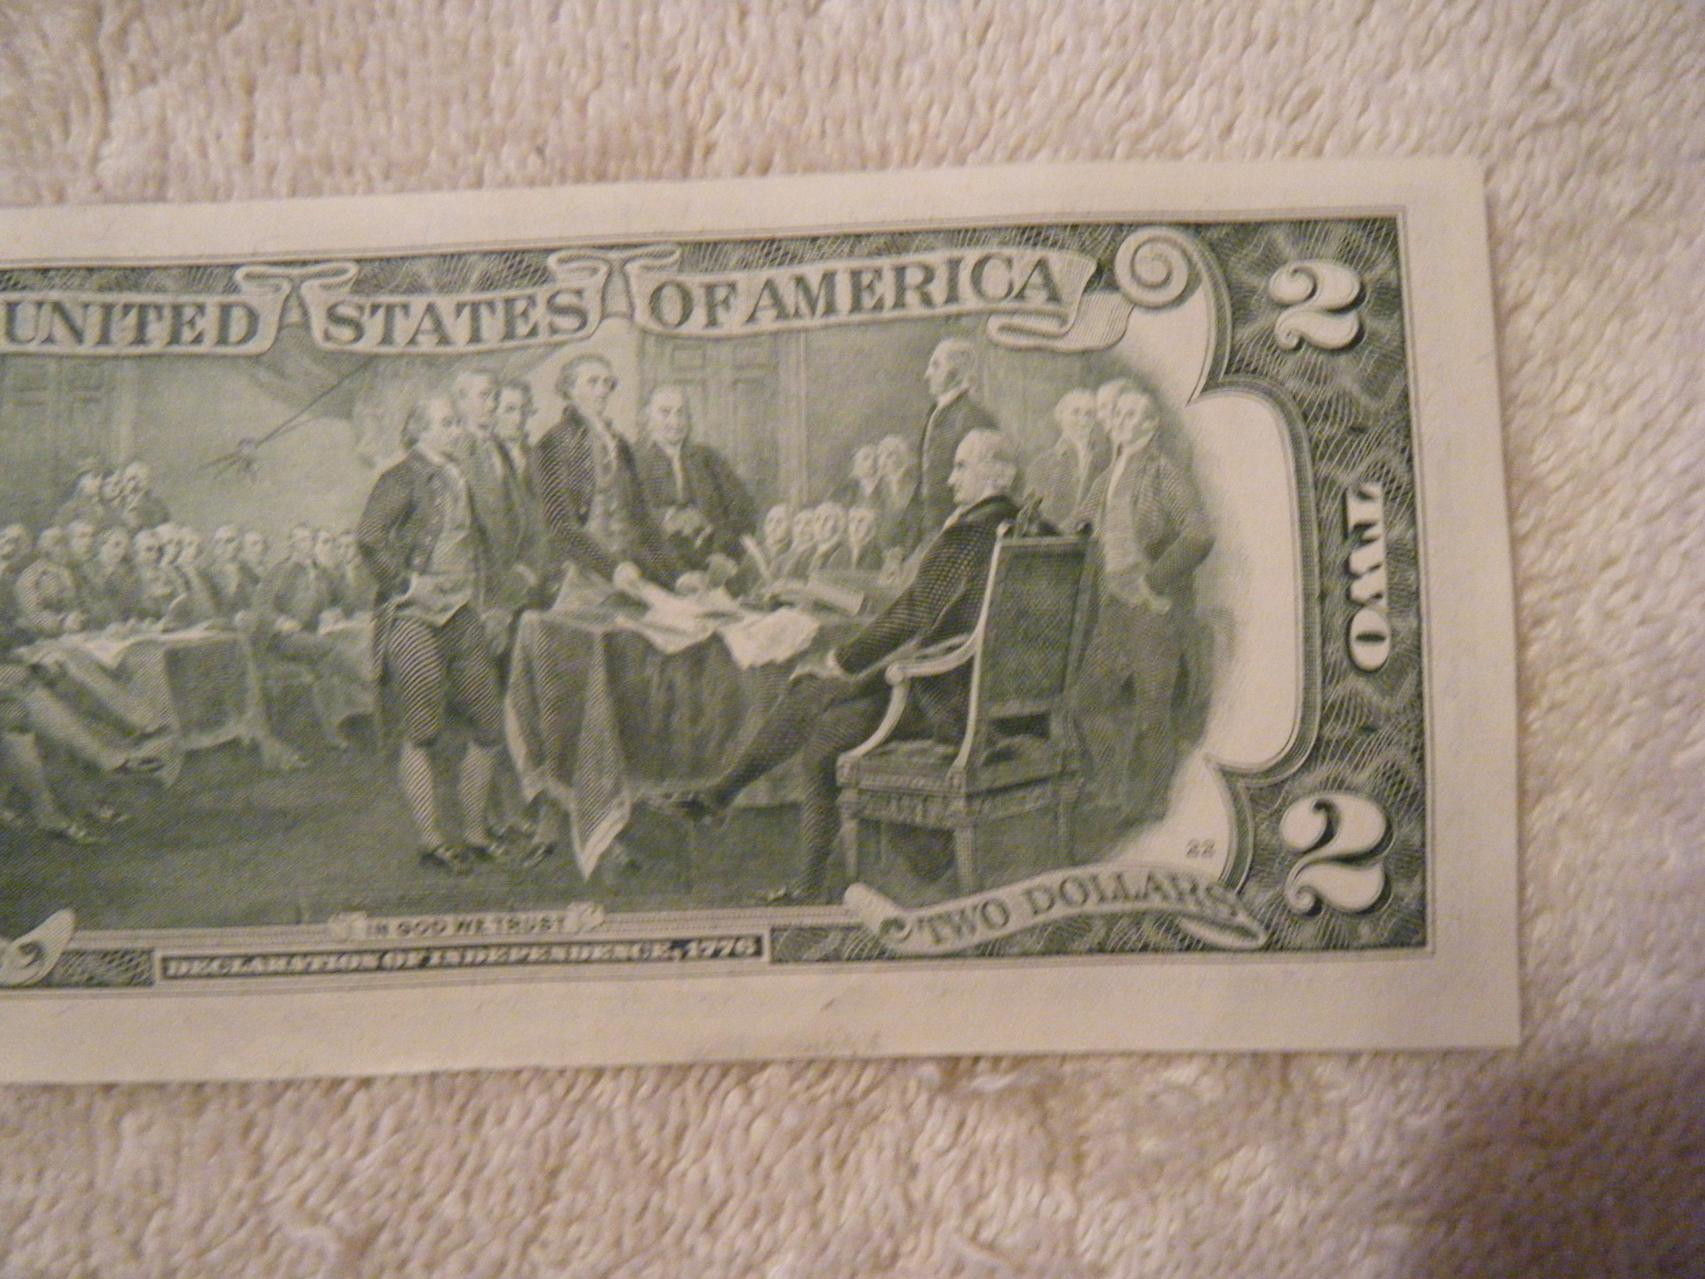 UNITED STATES OF AMERICA
2
TWO
22
2
TWO DOLLARS
IN GOD WE TRUST
DECLARATION OF INDEPENDENCE, 1776